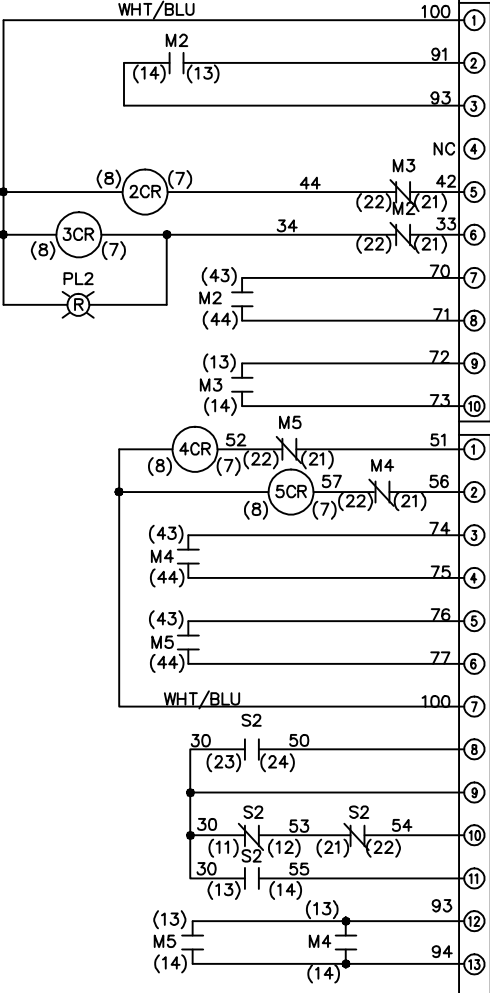 WHT/BLU 100 1
M2 91 2
(14) (13)
93 3
NC 4
M3
(8) 2CR (7) 44 42 5
(22) (21)
M2
3CR 34 33 6
(8) (7) (22) (21)
PL2
R
(43) 70 7
M2
(44) 71 8
(13) 72 9
M3
(14) 73 10
M5
4CR 52 51 1
(8) (7) (22) (21)
M4
5CR 57 56 2
(8) (7) (22) (21)
(43) 74 3
M4
(44) 75 4
(43) 76 5
M5
(44) 77 6
WHT/BLU 100 7
S2
30 50 8
(23) (24)
9
S2 S2
30 53 54 10
(11) (12) (21) (22)
S2
30 55 11
(13) (14)
(13) (13) 93 12
M5 M4
(14) (14) 94 13